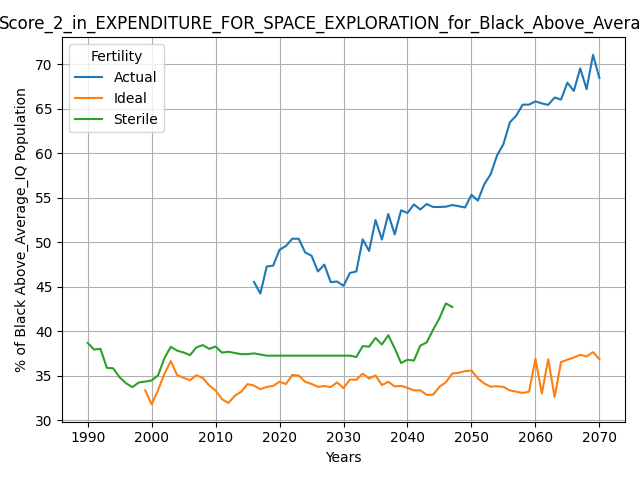 Score_2_in_EXPENDITURE_FOR_SPACE_EXPLORATION_for_Black_Above_Avera
Fertility
Actual
Ideal
Sterile
% of Black Above_Average_IQ Population
70
65
60
55
50
45
40
35
30
1990 2000 2010 2020 2030 2040 2050 2060 2070
Years